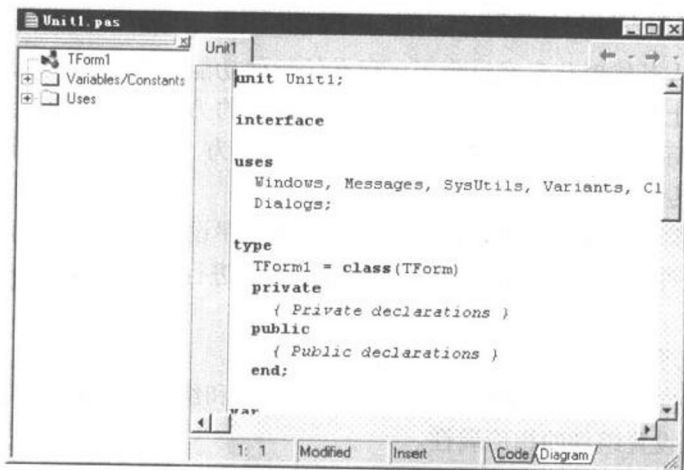 Unit1.pas
TForm1
Variables/Constants
Uses
Unit1
unit Unit1;
interface
uses
Windows, Messages, SysUtils, Variants, Cl
Dialogs;
type
TForm1 = class(TForm)
private
{ Private declarations }
public
{ Public declarations }
end;
var
1: 1
Modified
Insert
Code
Diagram